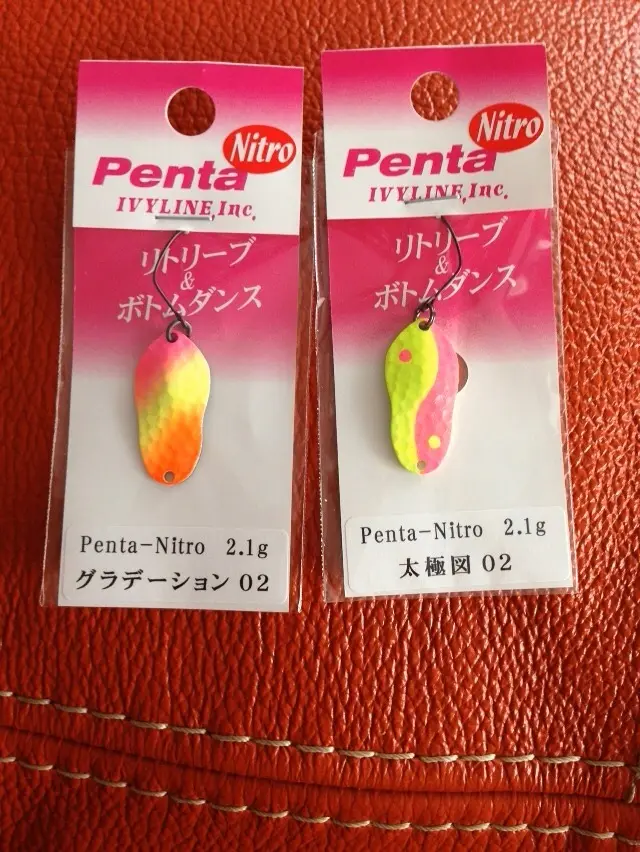 Penta Nitro
IVYLINE,Inc.
リトリーブ
&
ボトムダンス
Penta-Nitro 2.1g
グラデーション 02
Penta Nitro
IVYLINE,Inc.
リトリーブ
&
ボトムダンス
Penta-Nitro 2.1g
太極図 02